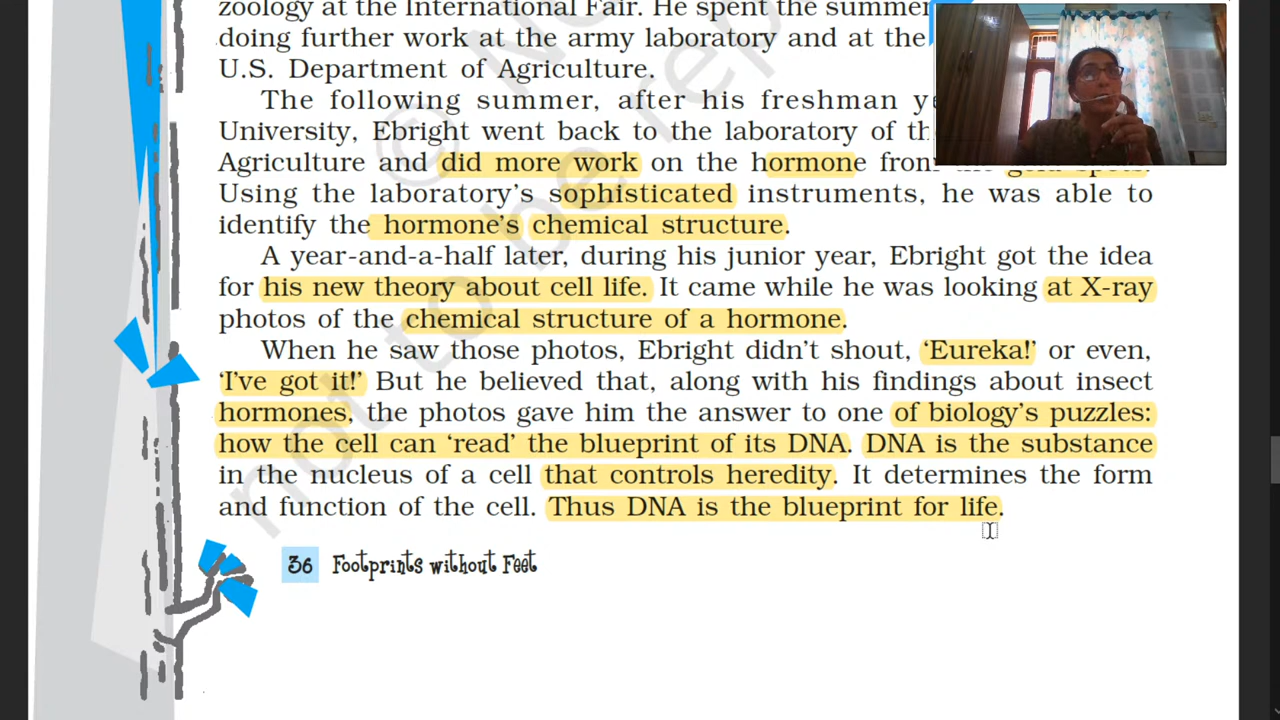 zoology at the International Fair. He spent the summer
doing further work at the army laboratory and at the
U.S. Department of Agriculture.
The following summer, after his freshman
University, Ebright went back to the laboratory of
Agriculture and did more work on the hormone from the gold spots.
Using the laboratory's sophisticated instruments, he was able to
identify the hormone's chemical structure.
A year-and-a-half later, during his junior year, Ebright got the idea
for his new theory about cell life. It came while he was looking at X-ray
photos of the chemical structure of a hormone.
When he saw those photos, Ebright didn't shout, 'Eureka!' or even,
'I've got it!' But he believed that, along with his findings about insect
hormones, the photos gave him the answer to one of biology's puzzles:
how the cell can 'read' the blueprint of its DNA. DNA is the substance
in the nucleus of a cell that controls heredity. It determines the form
and function of the cell. Thus DNA is the blueprint for life.
36 Footprints without Feet
not to be rep
©